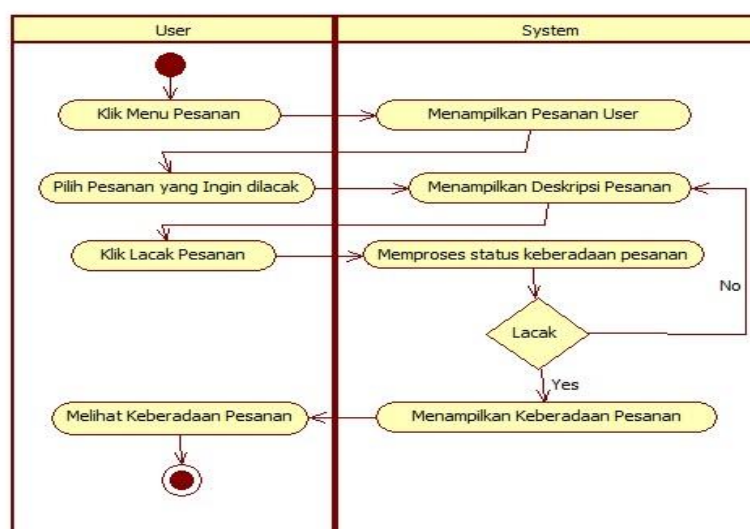 User
System
Klik Menu Pesanan
Menampilkan Pesanan User
Pilih Pesanan yang Ingin dilacak
Menampilkan Deskripsi Pesanan
Klik Lacak Pesanan
Memproses status keberadaan pesanan
No
Lacak
Yes
Melihat Keberadaan Pesanan
Menampilkan Keberadaan Pesanan